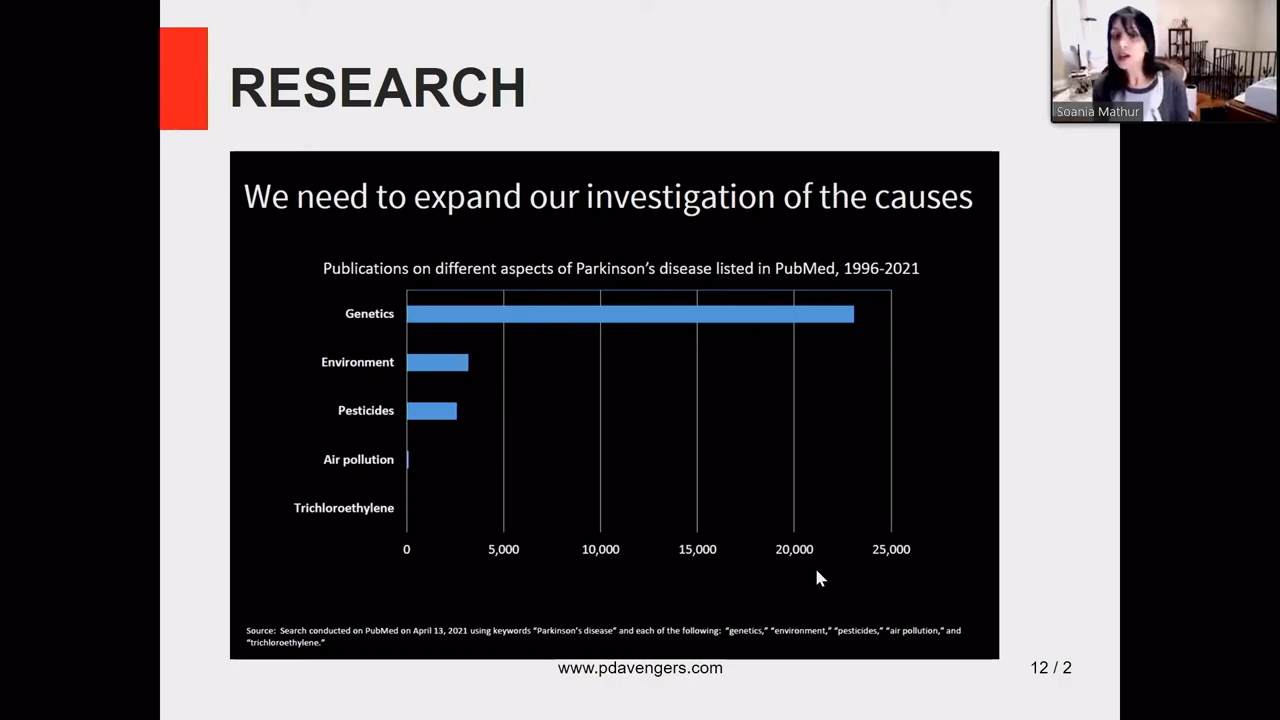 RESEARCH
Soania Mathur
We need to expand our investigation of the causes
Publications on different aspects of Parkinson's disease listed in PubMed, 1996-2021
Genetics
Environment
Pesticides
Air pollution
Trichloroethylene
0 5,000 10,000 15,000 20,000 25,000
Source: Search conducted on PubMed on April 13, 2021 using keywords "Parkinson's disease" and each of the following: "genetics," "environment," "pesticides," "air pollution," and
"trichloroethylene."
www.pdavengers.com 12 / 2